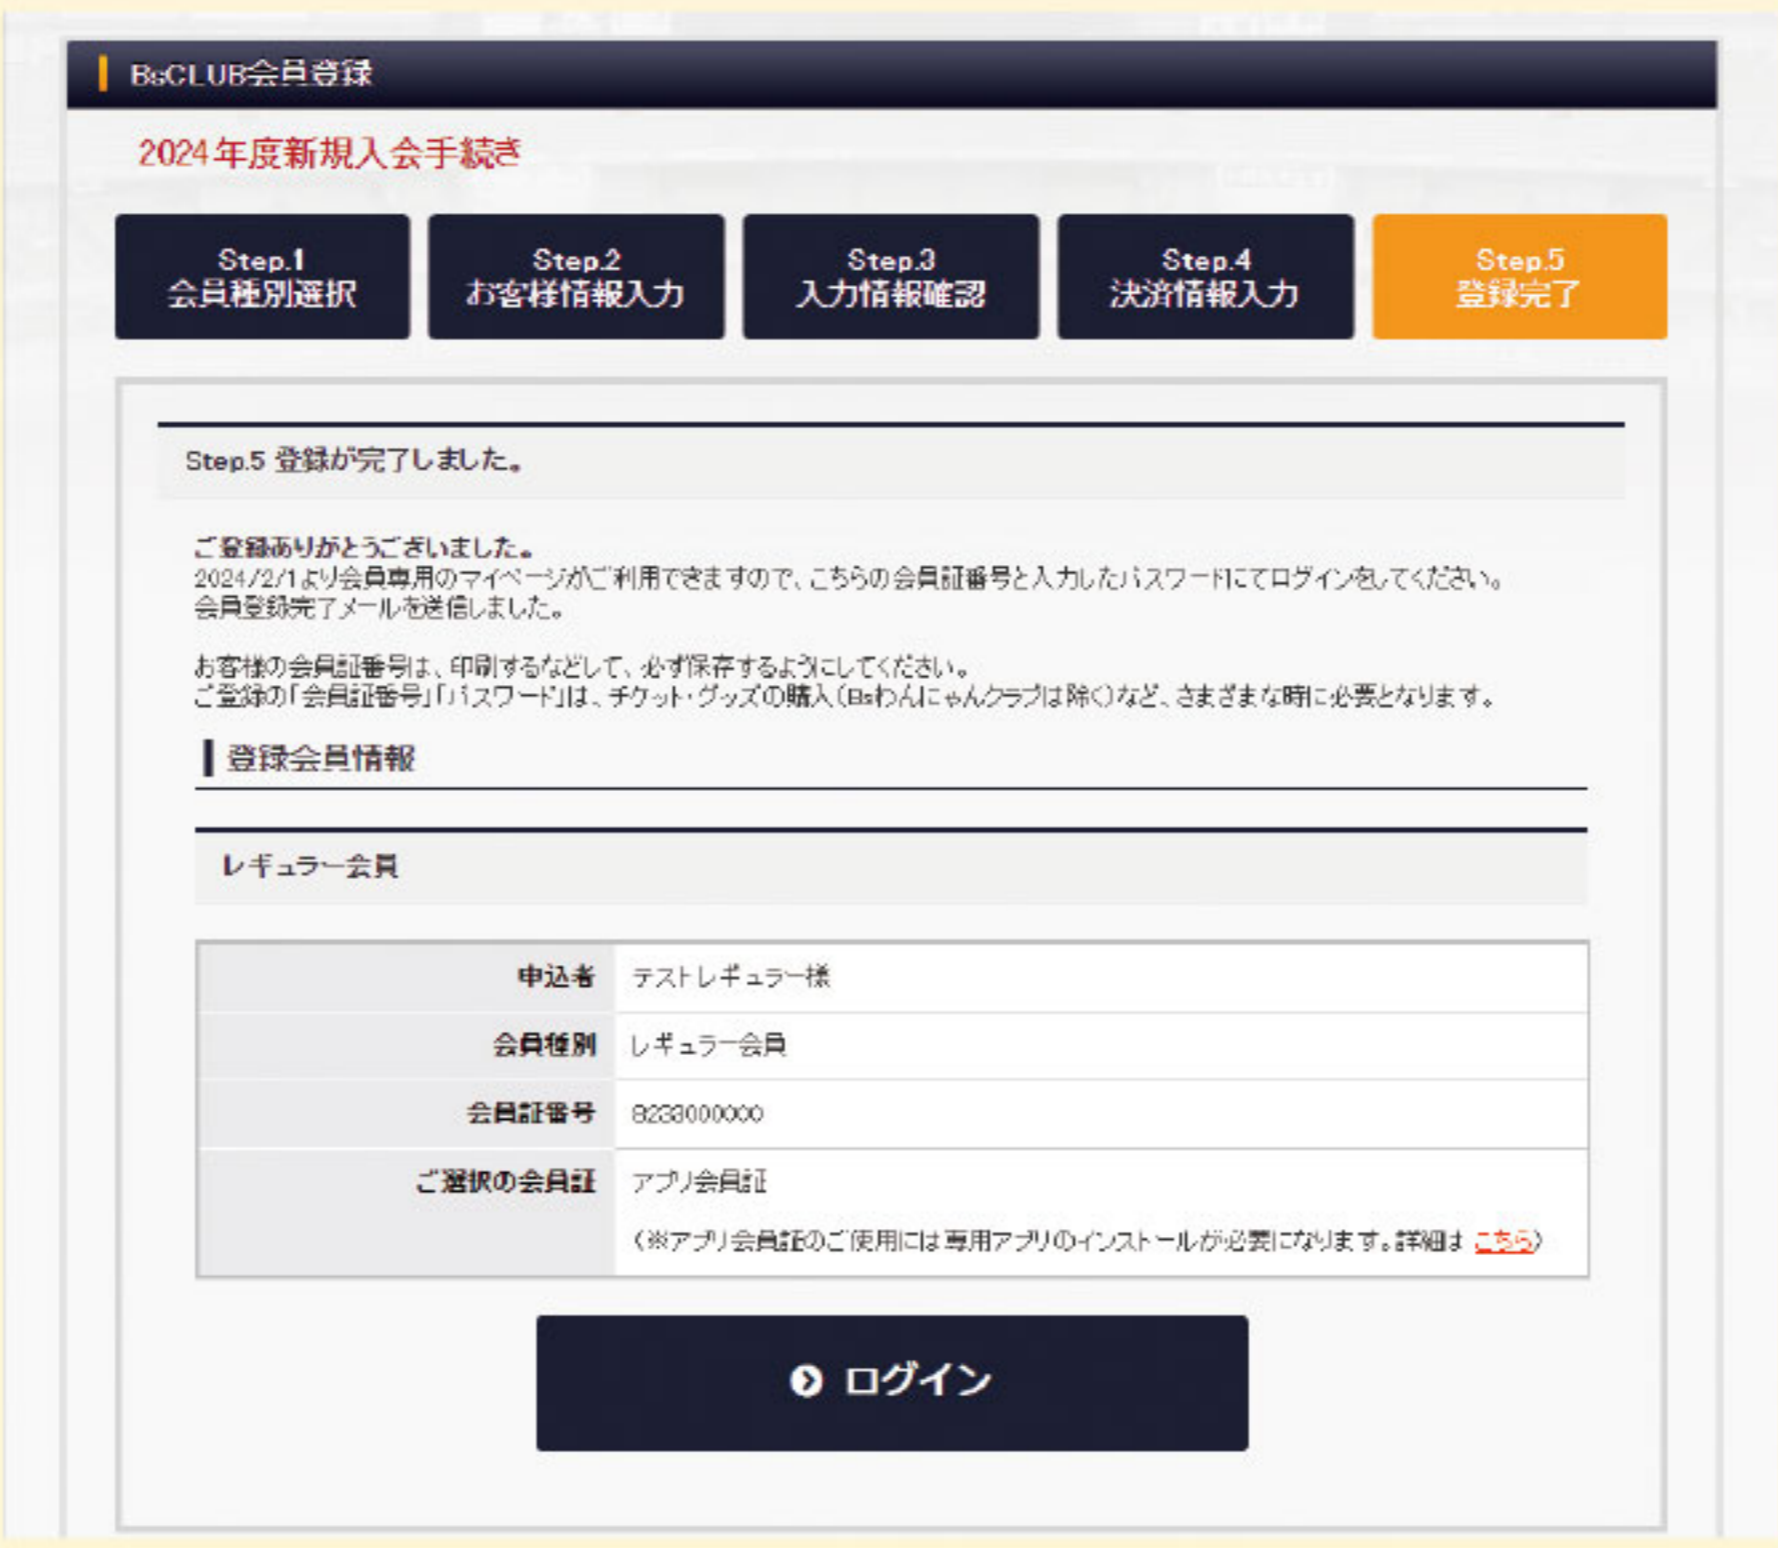 BsCLUB会員登録
2024年度新規入会手続き
Step.1
会員種別選択
Step.2
お客様情報入力
Step.3
入力情報確認
Step.4
決済情報入力
Step.5
登録完了
Step.5 登録が完了しました。
ご登録ありがとうございました。
2024/2/1より会員専用のマイページがご利用できますので、こちらの会員証番号と入力したパスワードにてログインをしてください。
会員登録完了メールを送信しました。
お客様の会員証番号は、印刷するなどして、必ず保存するようにしてください。
ご登録の「会員証番号」「パスワード」は、チケット・グッズの購入(Bsわんにゃんクラブは除く)など、さまざまな時に必要となります。
登録会員情報
レギュラー会員
申込者 テストレギュラー様
会員種別 レギュラー会員
会員証番号 8233000000
ご選択の会員証 アプリ会員証
(※アプリ会員証のご使用には専用アプリのインストールが必要になります。詳細は こちら)
ログイン